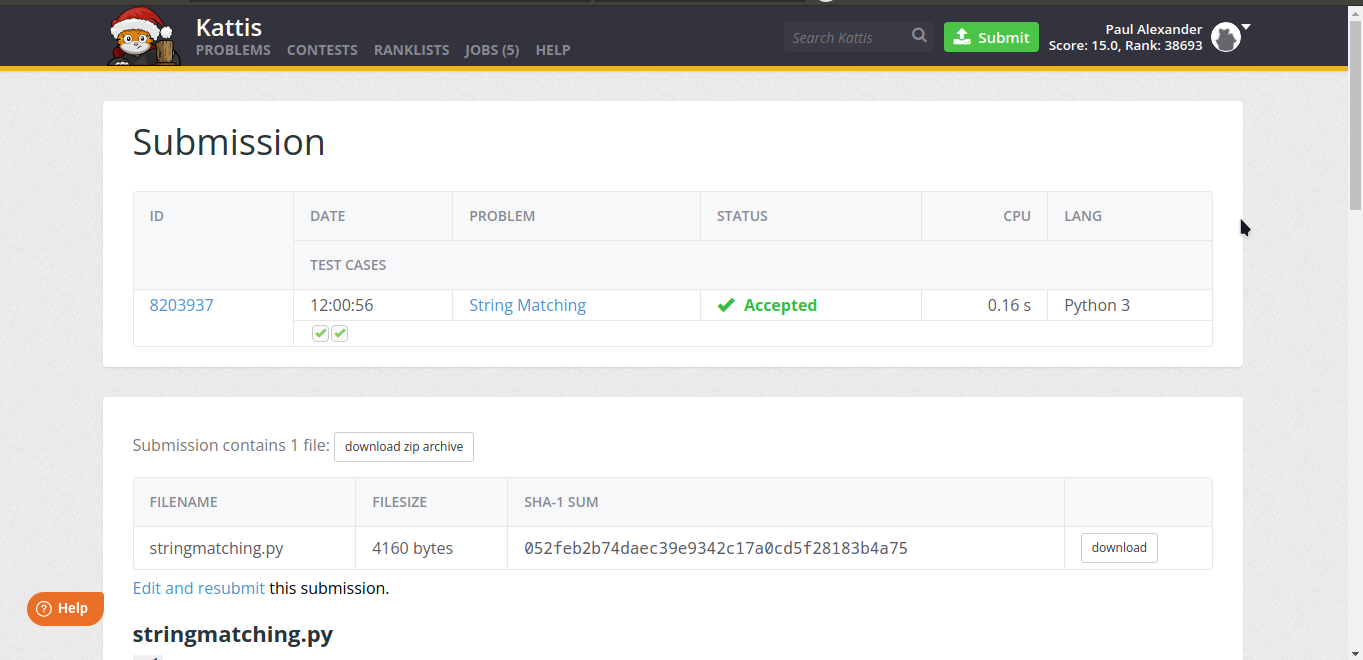 Kattis
PROBLEMS CONTESTS RANKLISTS JOBS (5) HELP
Search Kattis
Submit
Paul Alexander
Score: 15.0, Rank: 38693
Submission
ID DATE PROBLEM STATUS CPU LANG
TEST CASES
8203937 12:00:56 String Matching Accepted 0.16 s Python 3
Submission contains 1 file: download zip archive
FILENAME FILESIZE SHA-1 SUM
stringmatching.py 4160 bytes 052feb2b74daec39e9342c17a0cd5f28183b4a75 download
Edit and resubmit this submission.
? Help
stringmatching.py